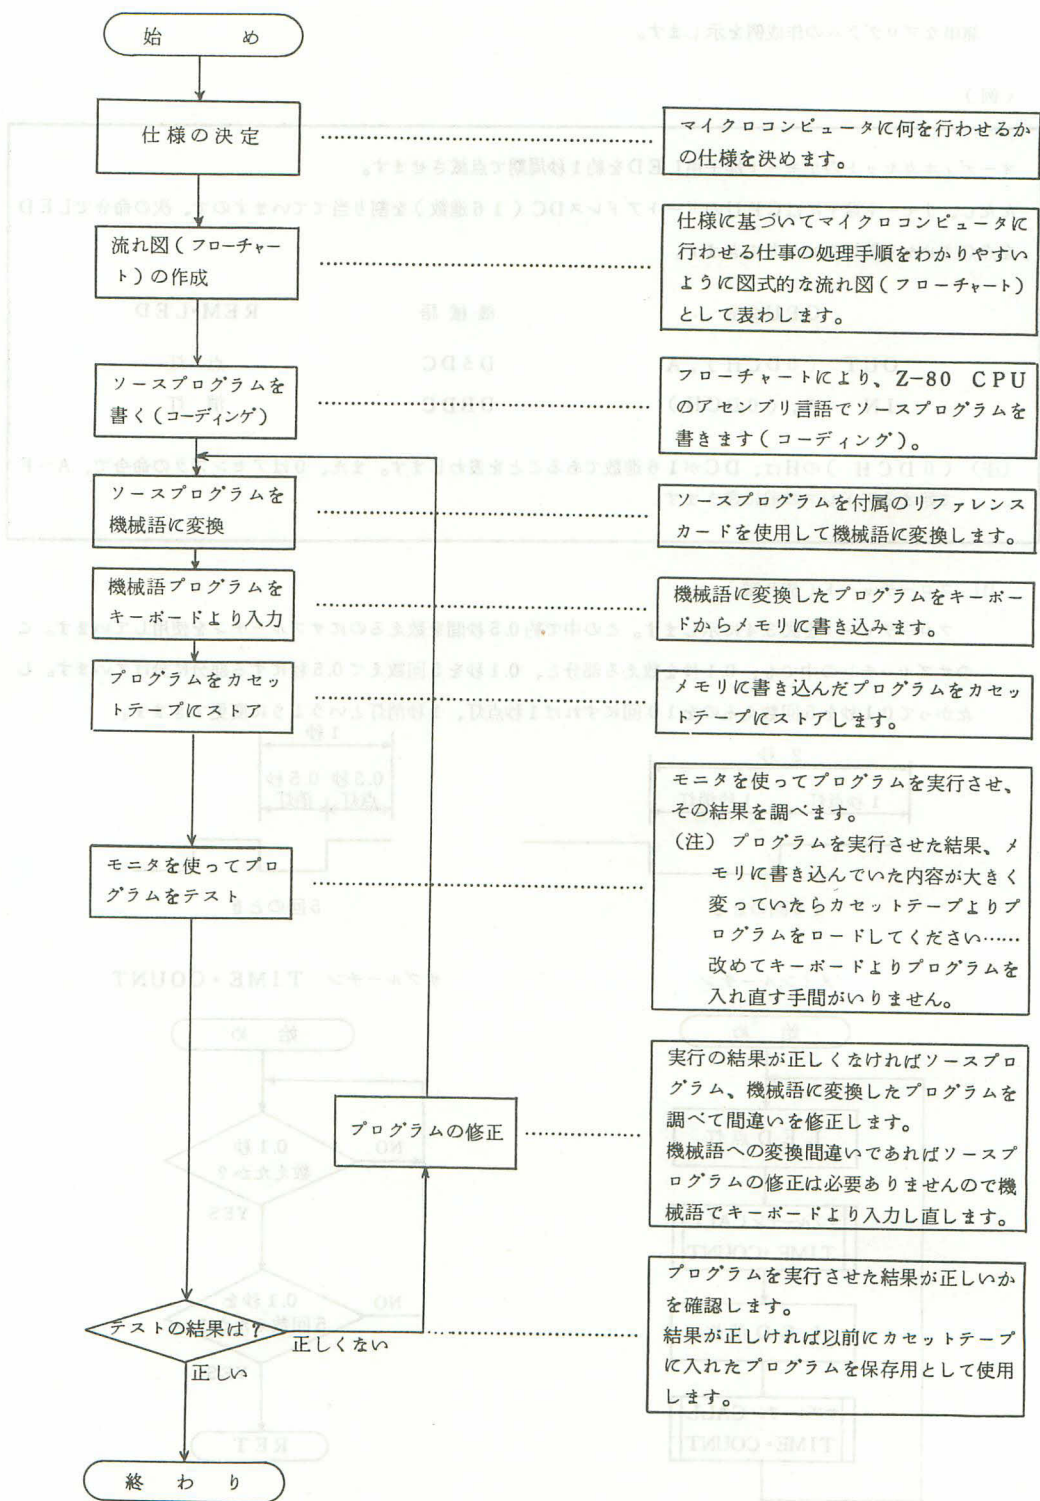 始め
仕様の決定
マイクロコンピュータに何を行わせるか
の仕様を決めます。
流れ図(フローチャー
ト)の作成
仕様に基づいてマイクロコンピュータに
行わせる仕事の処理手順をわかりやすい
ように図式的な流れ図(フローチャート)
として表わします。
ソースプログラムを
書く(コーディング)
フローチャートにより、Z-80 CPU
のアセンブリ言語でソースプログラムを
書きます(コーディング)。
ソースプログラムを
機械語に変換
ソースプログラムを付属のリファレンス
カードを使用して機械語に変換します。
機械語プログラムを
キーボードより入力
機械語に変換したプログラムをキーボー
ドからメモリに書き込みます。
プログラムをカセッ
トテープにストア
メモリに書き込んだプログラムをカセッ
トテープにストアします。
モニタを使ってプロ
グラムをテスト
モニタを使ってプログラムを実行させ、
その結果を調べます。
(注) プログラムを実行させた結果、メ
モリに書き込んでいた内容が大きく
変っていたらカセットテープよりプ
ログラムをロードしてください……
改めてキーボードよりプログラムを
入れ直す手間がいりません。
プログラムの修正
実行の結果が正しくなければソースプロ
グラム、機械語に変換したプログラムを
調べて間違いを修正します。
機械語への変換間違いであればソースプ
ログラムの修正は必要ありませんので機
械語でキーボードより入力し直します。
テストの結果は?
正しくない
正しい
プログラムを実行させた結果が正しいか
を確認します。
結果が正しければ以前にカセットテープ
に入れたプログラムを保存用として使用
します。
終わり